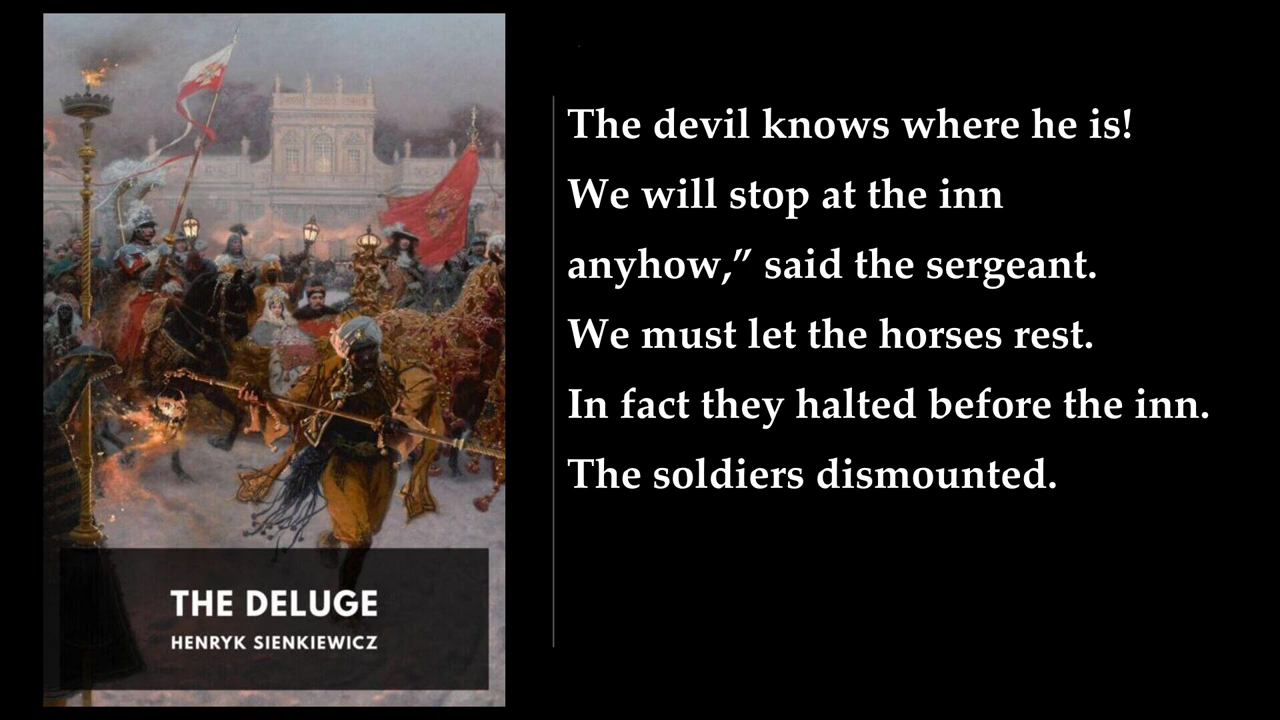 The devil knows where he is!
We will stop at the inn
anyhow,” said the sergeant.
We must let the horses rest.
In fact they halted before the inn.
The soldiers dismounted.
THE DELUGE
HENRYK SIENKIEWICZ